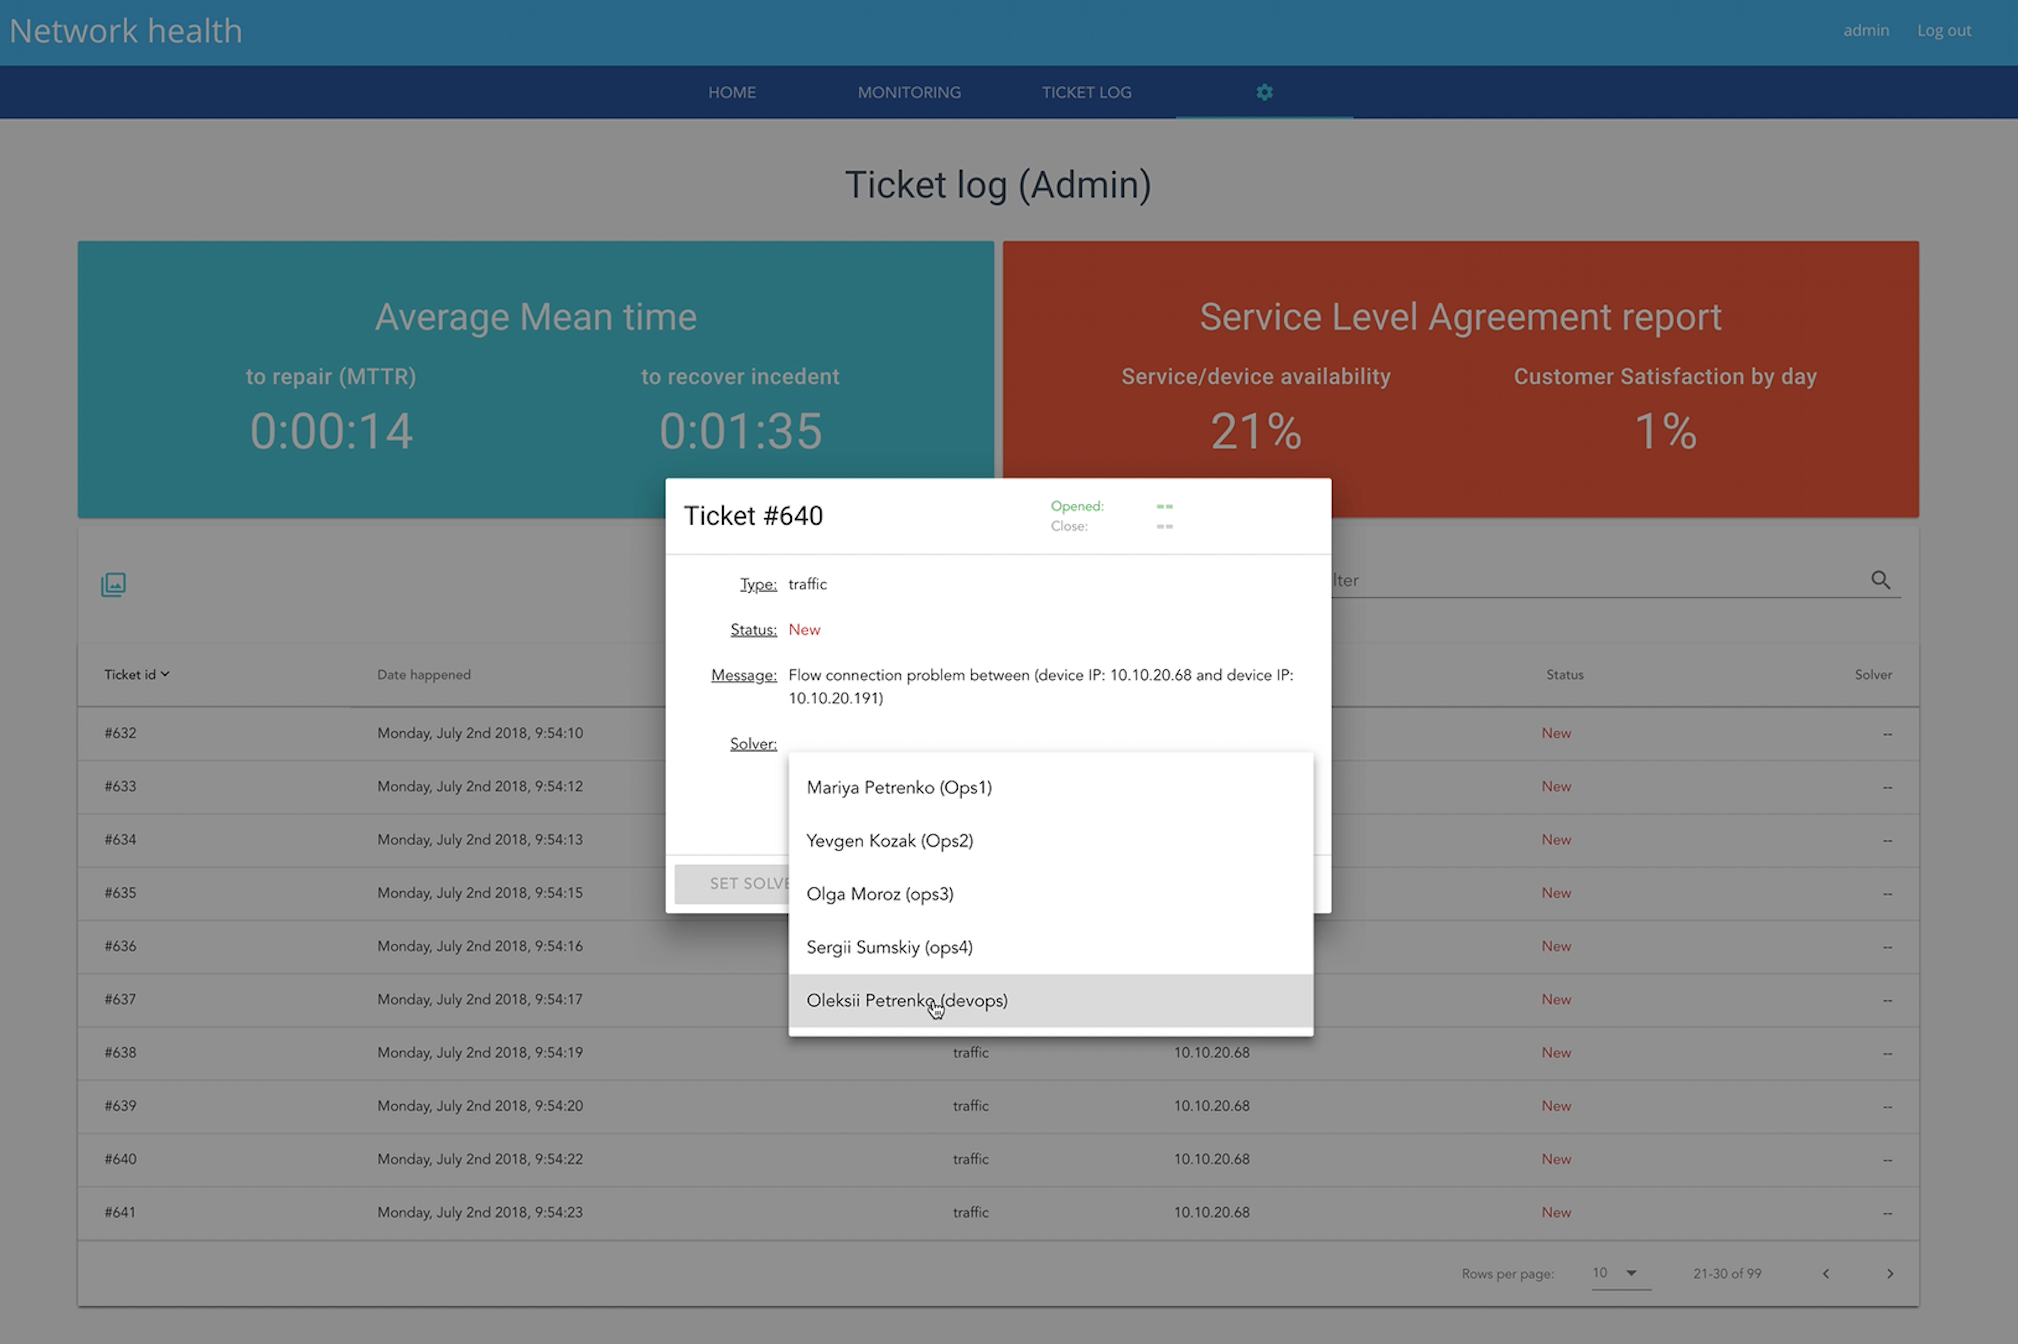 Network health
admin Log out
HOME MONITORING TICKET LOG
Ticket log (Admin)
Average Mean time
to repair (MTTR) to recover incedent
0:00:14 0:01:35
Service Level Agreement report
Service/device availability Customer Satisfaction by day
21% 1%
Ticket #640
Opened: --
Close: --
Type: traffic
Status: New
Message: Flow connection problem between (device IP: 10.10.20.68 and device IP:
10.10.20.191)
Solver:
Mariya Petrenko (Ops1)
Yevgen Kozak (Ops2)
Olga Moroz (ops3)
Sergii Sumskiy (ops4)
Oleksii Petrenko (devops)
SET SOLVE
lter
Ticket id Date happened Status Solver
#632 Monday, July 2nd 2018, 9:54:10 New --
#633 Monday, July 2nd 2018, 9:54:12 New --
#634 Monday, July 2nd 2018, 9:54:13 New --
#635 Monday, July 2nd 2018, 9:54:15 New --
#636 Monday, July 2nd 2018, 9:54:16 New --
#637 Monday, July 2nd 2018, 9:54:17 New --
#638 Monday, July 2nd 2018, 9:54:19 traffic 10.10.20.68 New --
#639 Monday, July 2nd 2018, 9:54:20 traffic 10.10.20.68 New --
#640 Monday, July 2nd 2018, 9:54:22 traffic 10.10.20.68 New --
#641 Monday, July 2nd 2018, 9:54:23 traffic 10.10.20.68 New --
Rows per page: 10 21-30 of 99